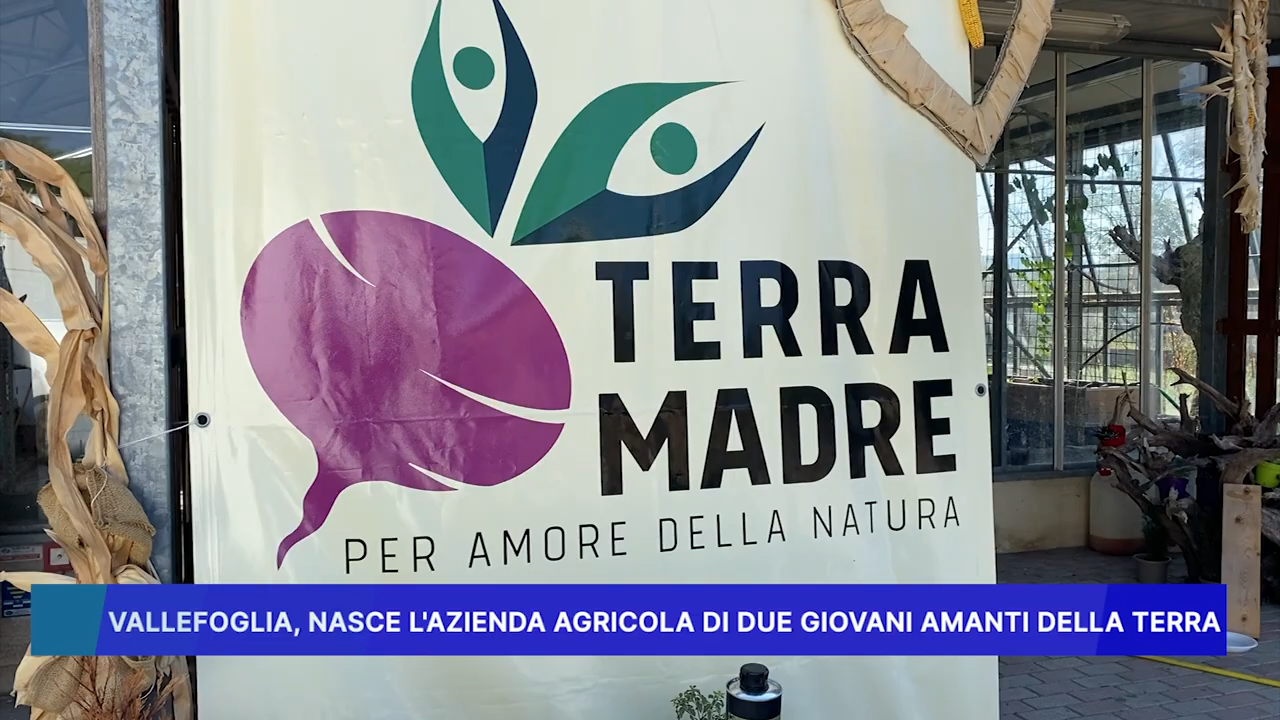 TERRA
MADRE
PER AMORE DELLA NATURA
VALLEFOGLIA, NASCE L'AZIENDA AGRICOLA DI DUE GIOVANI AMANTI DELLA TERRA